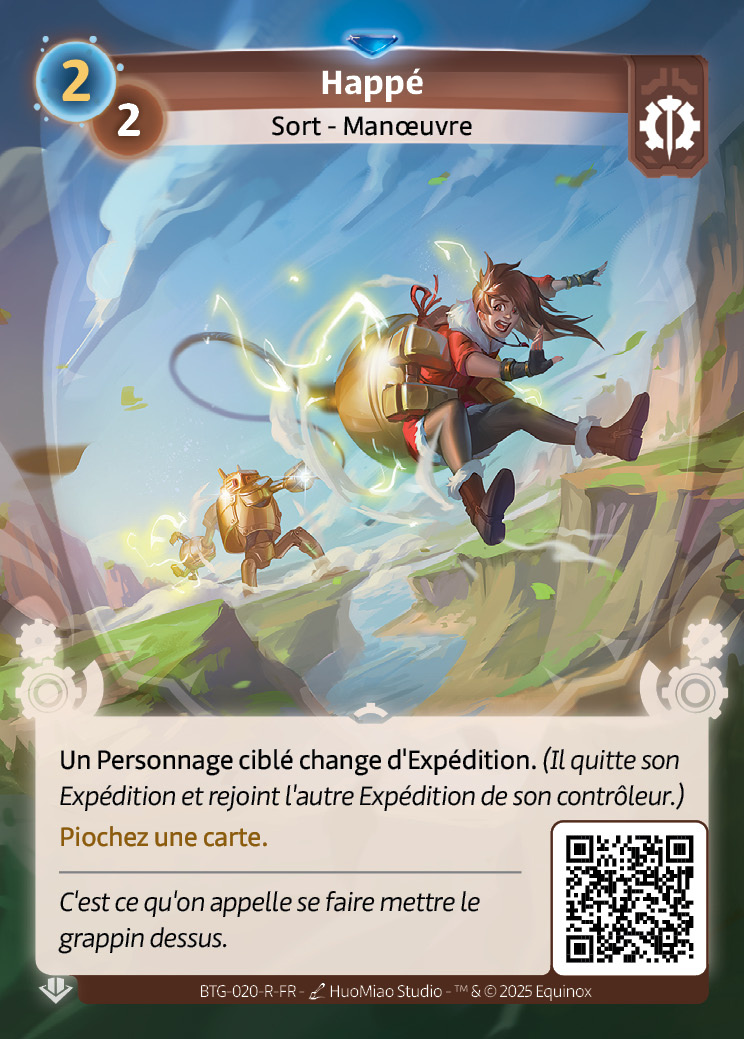 2
Happé
2
Sort - Manœuvre
Un Personnage ciblé change d'Expédition. (Il quitte son
Expédition et rejoint l'autre Expédition de son contrôleur.)
Piochez une carte.
C'est ce qu'on appelle se faire mettre le
grappin dessus.
BTG-020-R-FR - HuoMiao Studio - ™ & © 2025 Equinox